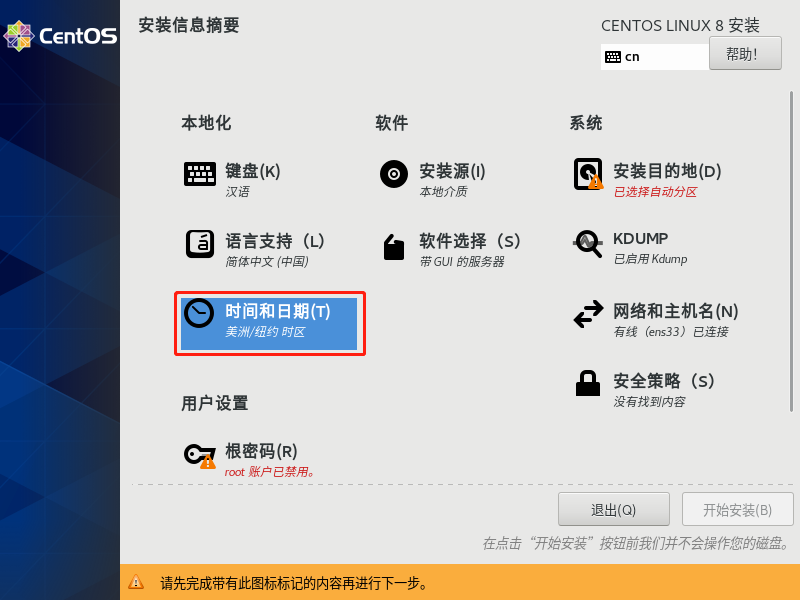 CentOS
安装信息摘要
CENTOS LINUX 8 安装
cn
帮助!
本地化
软件
系统
键盘(K)
汉语
安装源(I)
本地介质
安装目的地(D)
已选择自动分区
语言支持（L）
简体中文 (中国)
软件选择（S）
带 GUI 的服务器
KDUMP
已启用 Kdump
时间和日期(T)
美洲/纽约 时区
网络和主机名(N)
有线（ens33）已连接
安全策略（S）
没有找到内容
用户设置
根密码(R)
root 账户已禁用。
退出(Q)
开始安装(B)
在点击“开始安装”按钮前我们并不会操作您的磁盘。
请先完成带有此图标标记的内容再进行下一步。